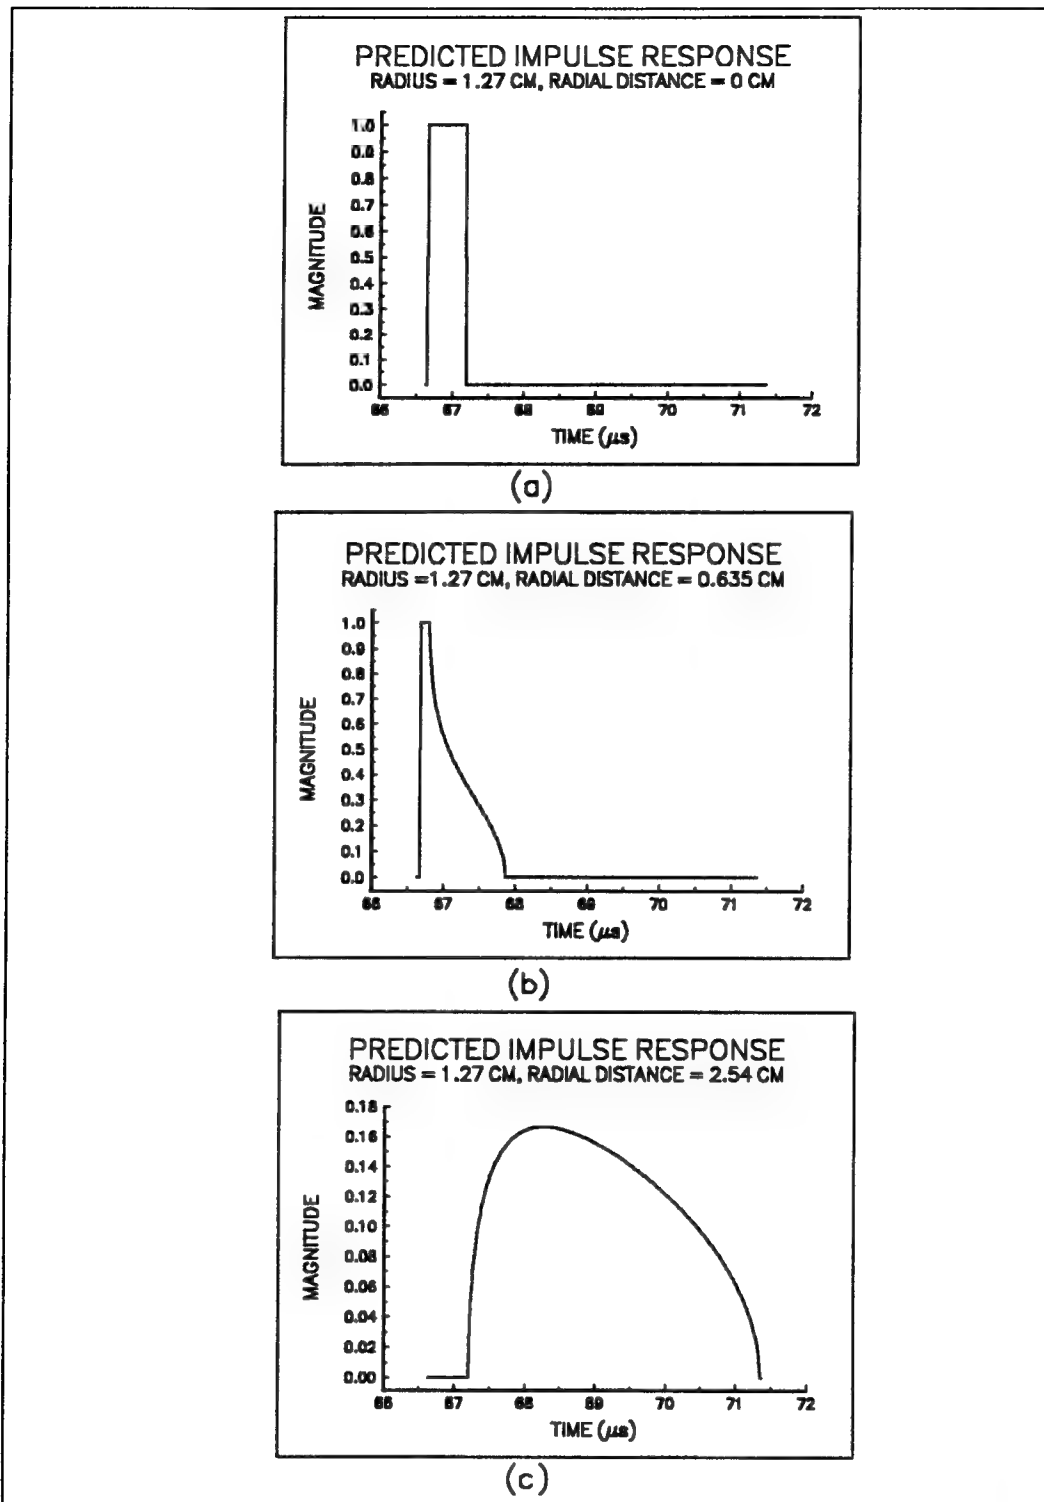 PREDICTED IMPULSE RESPONSE
RADIUS = 1.27 CM, RADIAL DISTANCE = 0 CM
1.0
0.9
0.8
0.7
0.6
0.5
0.4
0.3
0.2
0.1
0.0
MAGNITUDE
66 67 68 69 70 71 72
TIME (μs)
(a)
PREDICTED IMPULSE RESPONSE
RADIUS =1.27 CM, RADIAL DISTANCE = 0.635 CM
1.0
0.9
0.8
0.7
0.6
0.5
0.4
0.3
0.2
0.1
0.0
MAGNITUDE
66 67 68 69 70 71 72
TIME (μs)
(b)
PREDICTED IMPULSE RESPONSE
RADIUS = 1.27 CM, RADIAL DISTANCE = 2.54 CM
0.18
0.16
0.14
0.12
0.10
0.08
0.06
0.04
0.02
0.00
MAGNITUDE
66 67 68 69 70 71 72
TIME (μs)
(c)